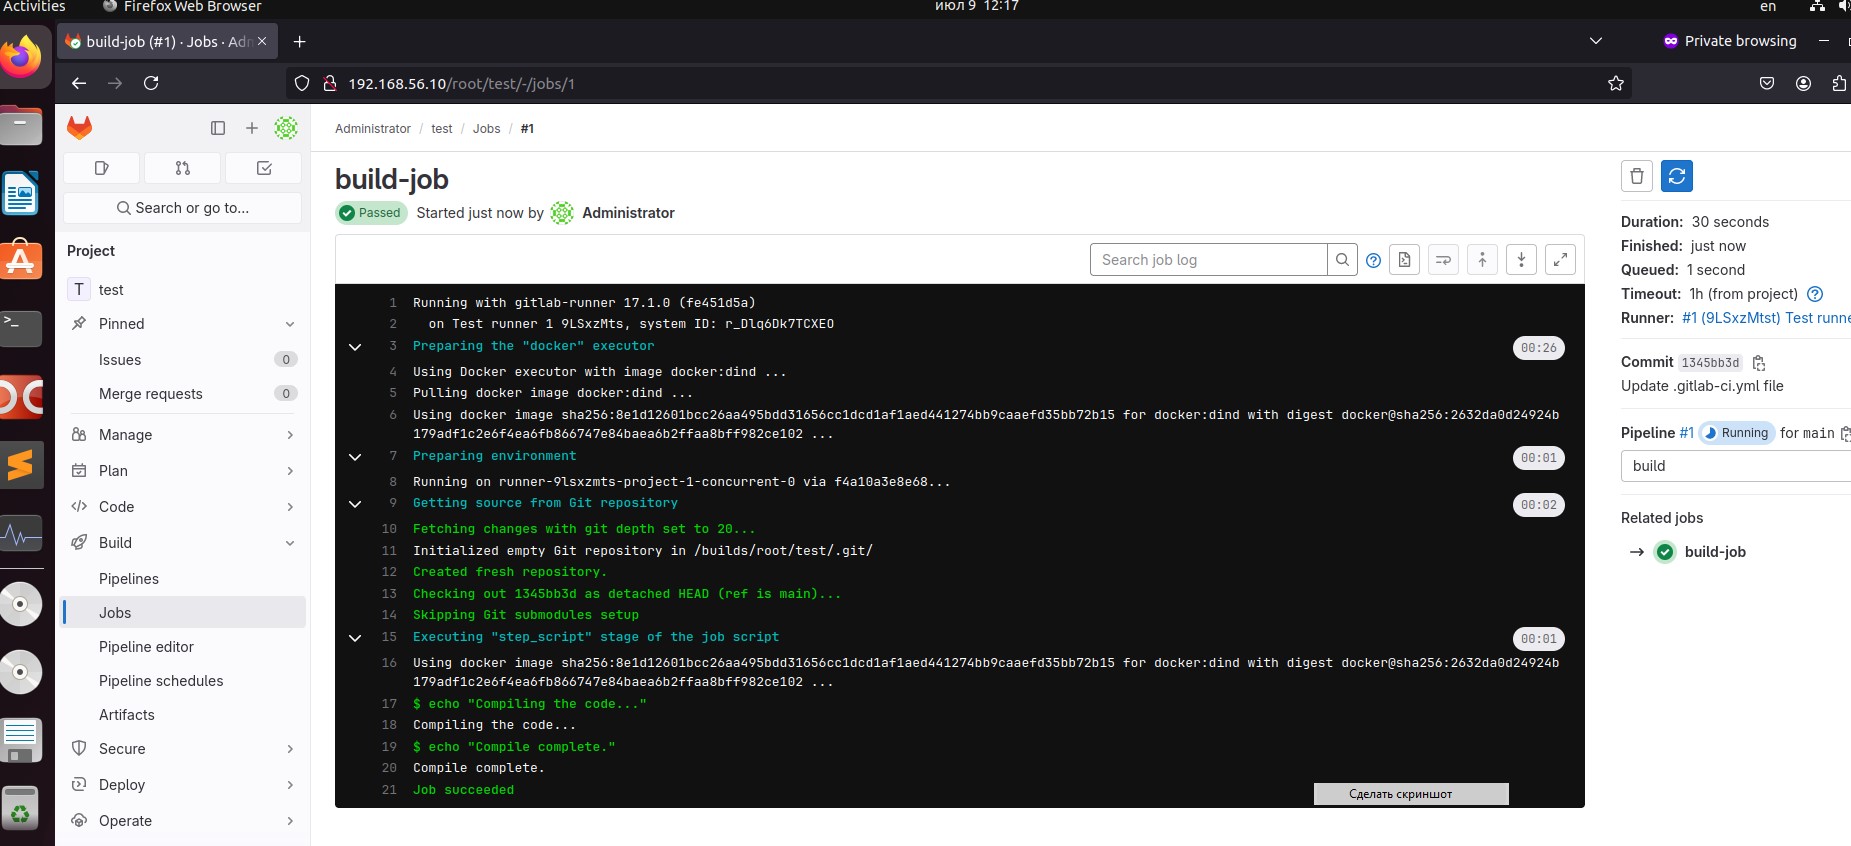 Activities Firefox Web Browser июл 9 12:17 en
build-job (#1) · Jobs · Adm Private browsing
192.168.56.10/root/test/-/jobs/1
Administrator / test / Jobs / #1
Search or go to...
Project
T test
Pinned
Issues 0
Merge requests 0
Manage
Plan
Code
Build
Pipelines
Jobs
Pipeline editor
Pipeline schedules
Artifacts
Secure
Deploy
Operate
build-job
Passed Started just now by Administrator
Search job log
1 Running with gitlab-runner 17.1.0 (fe451d5a)
2 on Test runner 1 9LSxzMts, system ID: r_Dlq6Dk7TCXEO
3 Preparing the "docker" executor 00:26
4 Using Docker executor with image docker:dind ...
5 Pulling docker image docker:dind ...
6 Using docker image sha256:8e1d12601bcc26aa495bdd31656cc1dcd1af1aed441274bb9caaefd35bb72b15 for docker:dind with digest docker@sha256:2632da0d24924b
179adf1c2e6f4ea6fb866747e84baea6b2ffaa8bff982ce102 ...
7 Preparing environment 00:01
8 Running on runner-9lsxzmts-project-1-concurrent-0 via f4a10a3e8e68...
9 Getting source from Git repository 00:02
10 Fetching changes with git depth set to 20...
11 Initialized empty Git repository in /builds/root/test/.git/
12 Created fresh repository.
13 Checking out 1345bb3d as detached HEAD (ref is main)...
14 Skipping Git submodules setup
15 Executing "step_script" stage of the job script 00:01
16 Using docker image sha256:8e1d12601bcc26aa495bdd31656cc1dcd1af1aed441274bb9caaefd35bb72b15 for docker:dind with digest docker@sha256:2632da0d24924b
179adf1c2e6f4ea6fb866747e84baea6b2ffaa8bff982ce102 ...
17 $ echo "Compiling the code..."
18 Compiling the code...
19 $ echo "Compile complete."
20 Compile complete.
21 Job succeeded
Сделать скриншот
Duration: 30 seconds
Finished: just now
Queued: 1 second
Timeout: 1h (from project)
Runner: #1 (9LSxzMtst) Test runne
Commit 1345bb3d
Update .gitlab-ci.yml file
Pipeline #1 Running for main
build
Related jobs
→ build-job